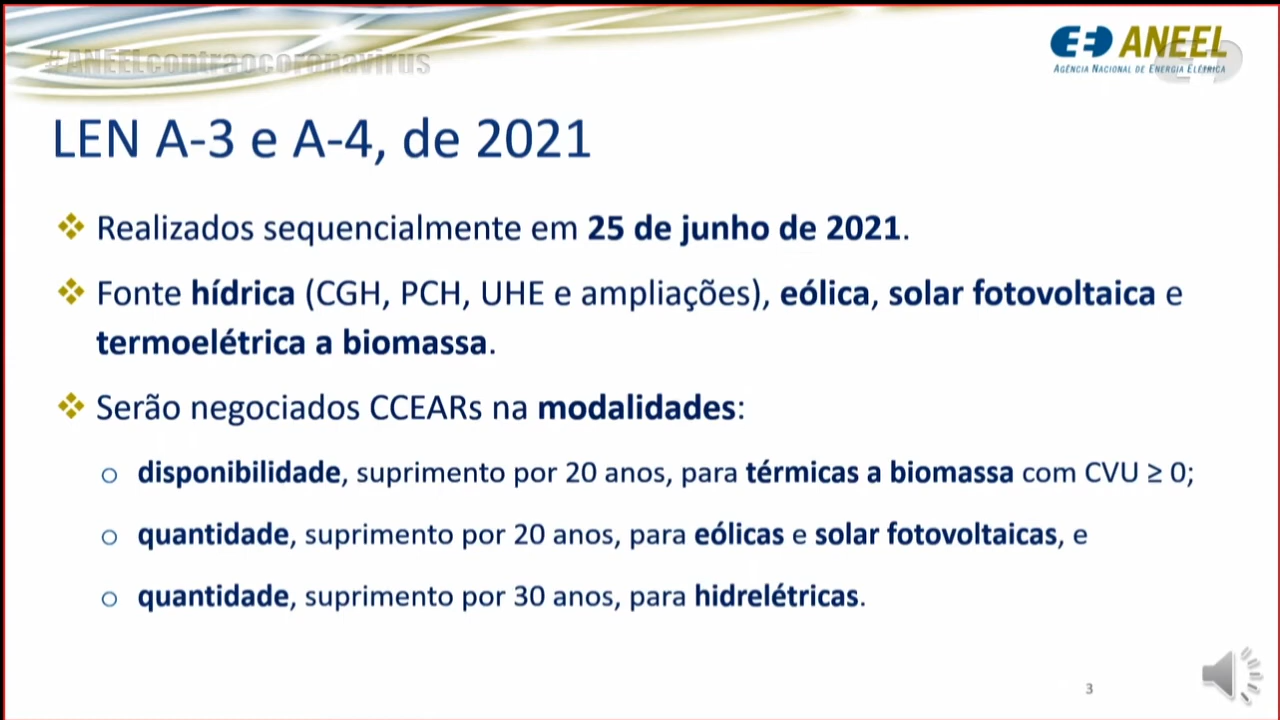 #ANEELcontraocoronavirus
ANEEL
AGÊNCIA NACIONAL DE ENERGIA ELÉTRICA
LEN A-3 e A-4, de 2021
Realizados sequencialmente em 25 de junho de 2021.
Fonte hídrica (CGH, PCH, UHE e ampliações), eólica, solar fotovoltaica e
termoelétrica a biomassa.
Serão negociados CCEARs na modalidades:
disponibilidade, suprimento por 20 anos, para térmicas a biomassa com CVU ≥ 0;
quantidade, suprimento por 20 anos, para eólicas e solar fotovoltaicas, e
quantidade, suprimento por 30 anos, para hidrelétricas.
3